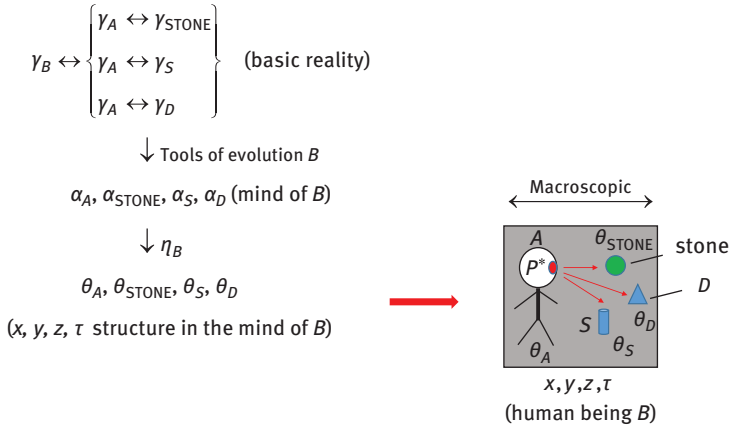 γA ↔ γSTONE
γB ↔ γA ↔ γS (basic reality)
γA ↔ γD
↓ Tools of evolution B
αA, αSTONE, αS, αD (mind of B)
↓ ηB
θA, θSTONE, θS, θD
(x, y, z, τ structure in the mind of B)
Macroscopic
A
θSTONE
stone
P*
D
S
θD
θS
θA
x, y, z, τ
(human being B)